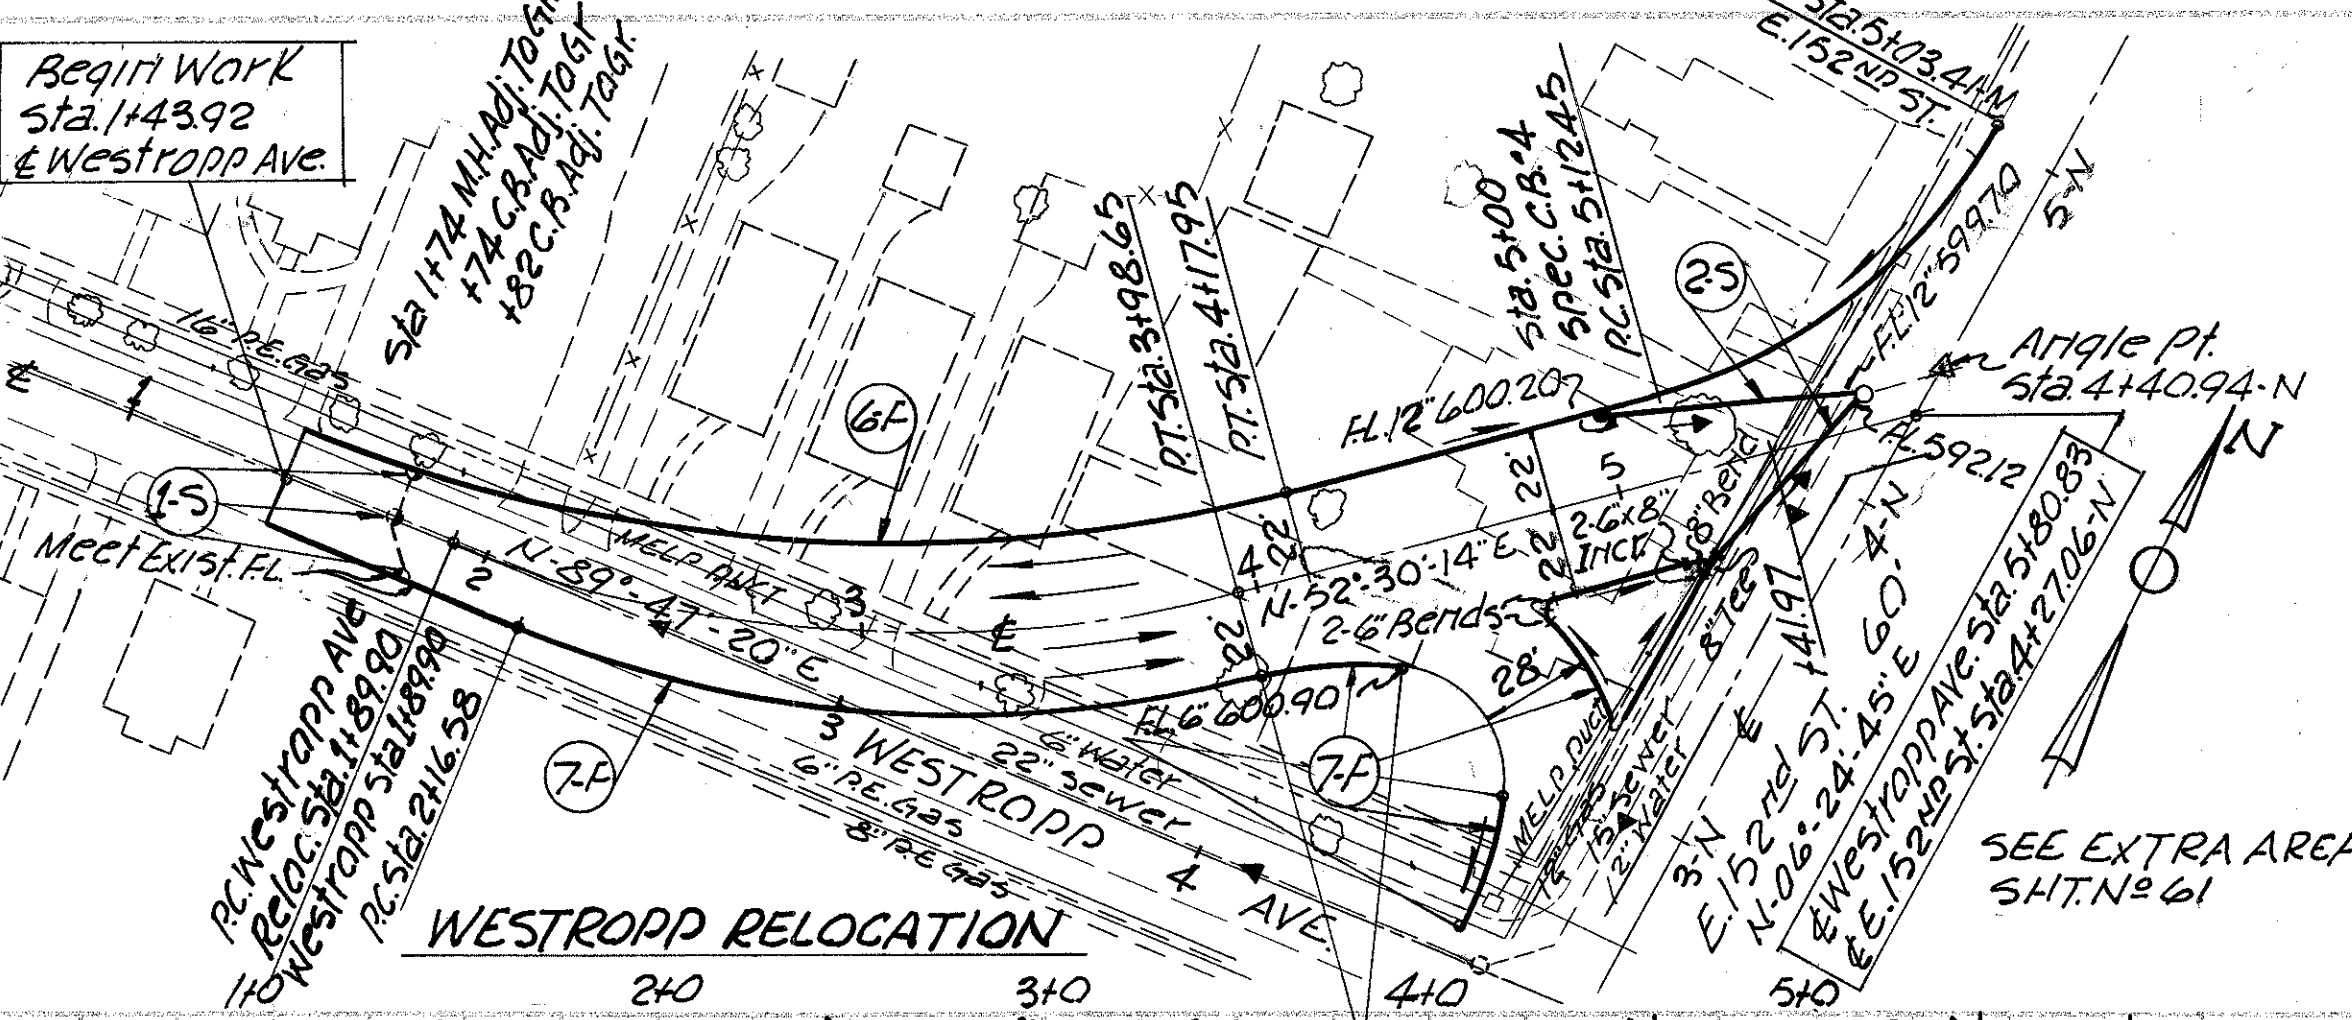 Begin Work
Sta. 1+43.92
℄ Westropp Ave.
Sta 1+74 M.H. Adj. To Gr.
+74 C.B. Adj. To Gr.
+82 C.B. Adj. To Gr.
Sta. 5+03.41-N
E. 152 ND ST.
P.T. Sta. 3+98.65
P.T. Sta. 4+17.95
Sta. 5+00
Spec. C.B. #4
P.C. Sta. 5+12.45
2-S
5-N
F.L. 12" 599.70
Angle Pt.
Sta. 4+40.94-N
16" P.E. Gas
℄
1
6-F
F.L. 12" 600.20
F.L. 592.12
N
1-S
Meet Exist. F.L.
2
N-89°-47'-20" E
MELP DUCT
3
℄
4
22'
22'
N-52°-30'-14" E
22'
22'
5
2-6"x8"
Incr.
8" Bend
2-6" Bends
8" Tees
+41.97
4-N
60'
28'
℄
P.C. Westropp Ave
Reloc. Sta. 1+89.90
Westropp Sta 1+89.90
P.C. Sta. 2+16.58
7-F
3
WESTROPP
AVE.
4
6" Water
22" Sewer
6" P.E. Gas
8" P.E Gas
F.L. 6" 600.90
7-F
MELP Duct
12" Gas
15" Sewer
12" Water
3-N
E. 152 nd ST.
N-06°-24'-45" E
℄ Westropp Ave. Sta. 5+80.83
℄ E. 152 ND St. Sta. 4+27.06-N
SEE EXTRA AREA
SHT. Nº 61
WESTROPP RELOCATION
1+0
2+0
3+0
4+0
5+0